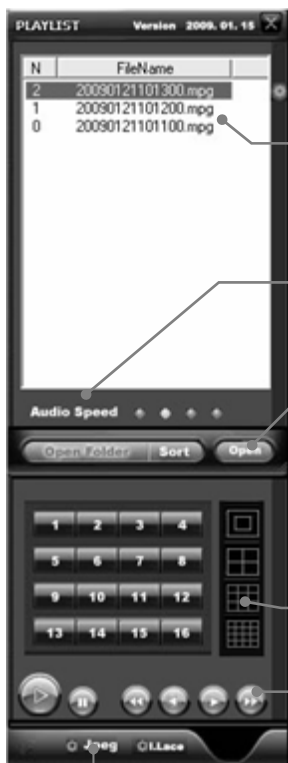 PLAYLIST Version 2009. 01. 15
N FileName
2 20090121101300.mpg
1 20090121101200.mpg
0 20090121101100.mpg
Audio Speed
Open Folder Sort Open
1 2 3 4
5 6 7 8
9 10 11 12
13 14 15 16
Jpeg I.Lace